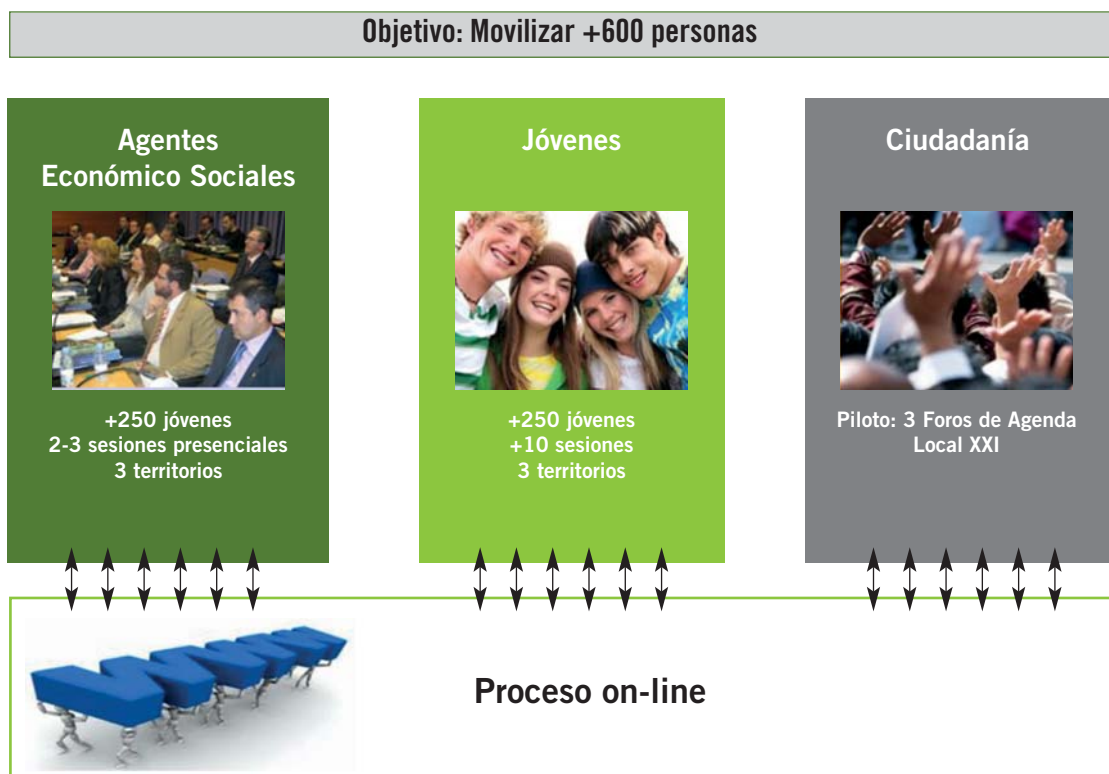 Objetivo: Movilizar +600 personas
Agentes
Económico Sociales
+250 jóvenes
2-3 sesiones presenciales
3 territorios
Jóvenes
+250 jóvenes
+10 sesiones
3 territorios
Ciudadanía
Piloto: 3 Foros de Agenda
Local XXI
Proceso on-line